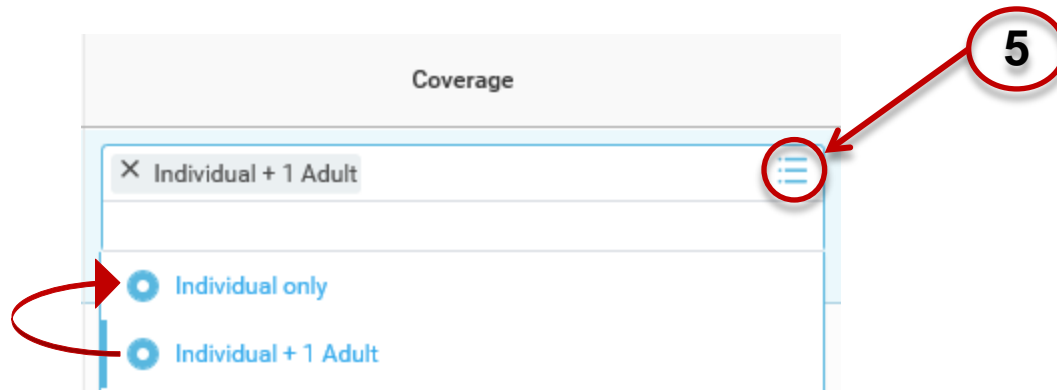 5
Coverage
× Individual + 1 Adult
Individual only
Individual + 1 Adult